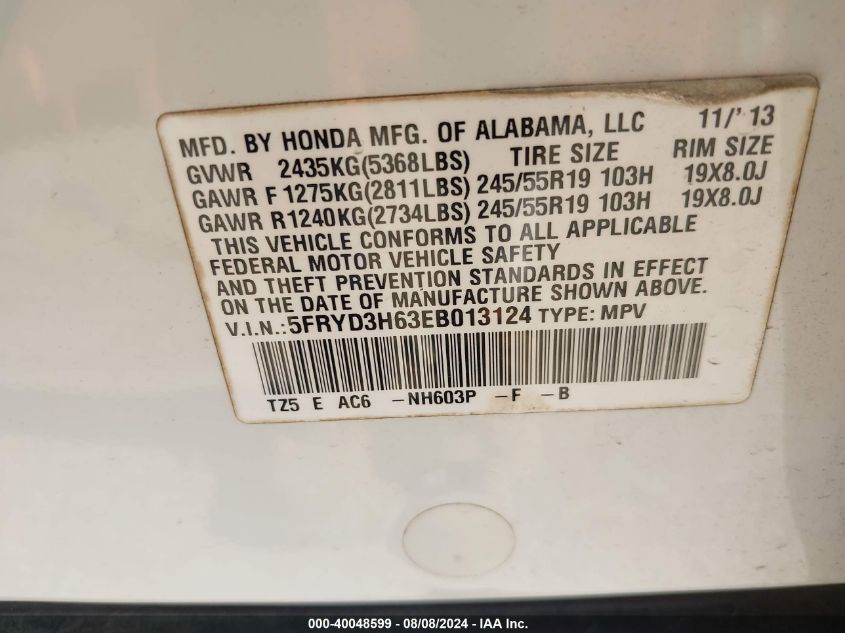 MFD. BY HONDA MFG. OF ALABAMA, LLC 11/' 13
GVWR 2435KG(5368LBS) TIRE SIZE RIM SIZE
GAWR F 1275KG(2811LBS) 245/55R19 103H 19X8.0J
GAWR R1240KG(2734LBS) 245/55R19 103H 19X8.0J
THIS VEHICLE CONFORMS TO ALL APPLICABLE
FEDERAL MOTOR VEHICLE SAFETY
AND THEFT PREVENTION STANDARDS IN EFFECT
ON THE DATE OF MANUFACTURE SHOWN ABOVE.
V.I.N.:5FRYD3H63EB013124 TYPE: MPV
TZ5 E AC6 -NH603P -F -B
000-40048599 - 08/08/2024 - IAA Inc.